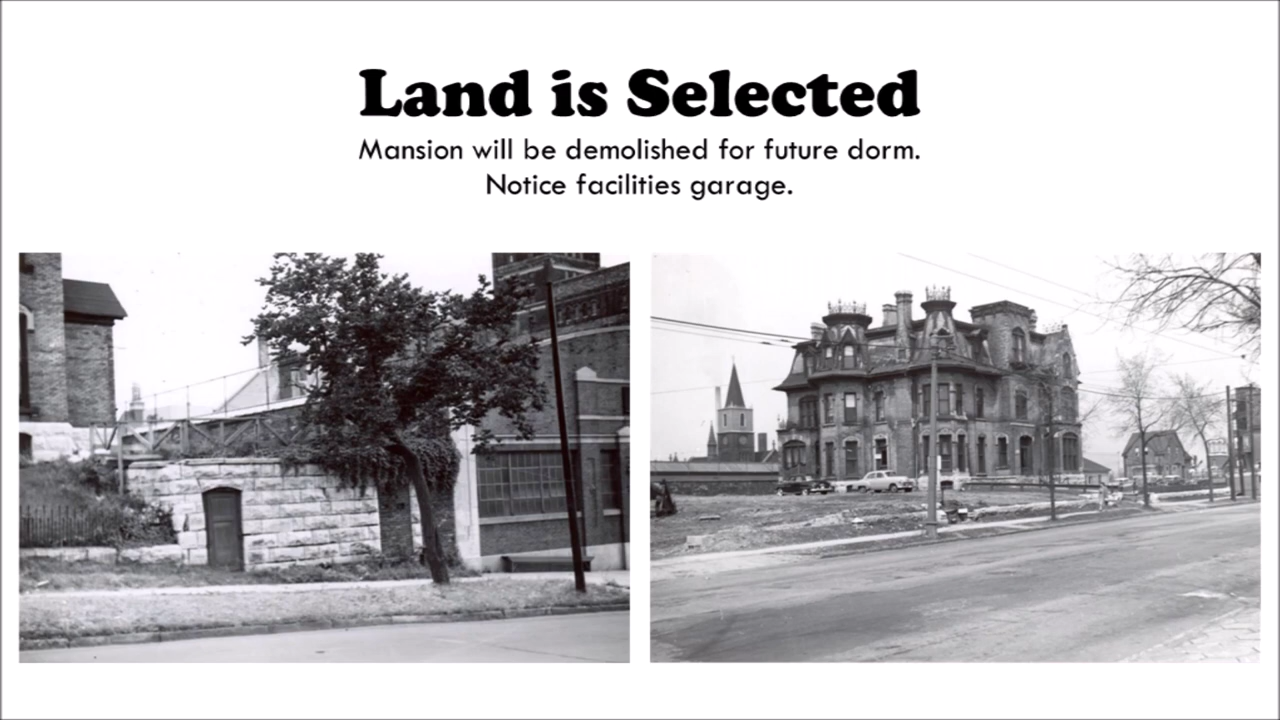 Land is Selected
Mansion will be demolished for future dorm.
Notice facilities garage.